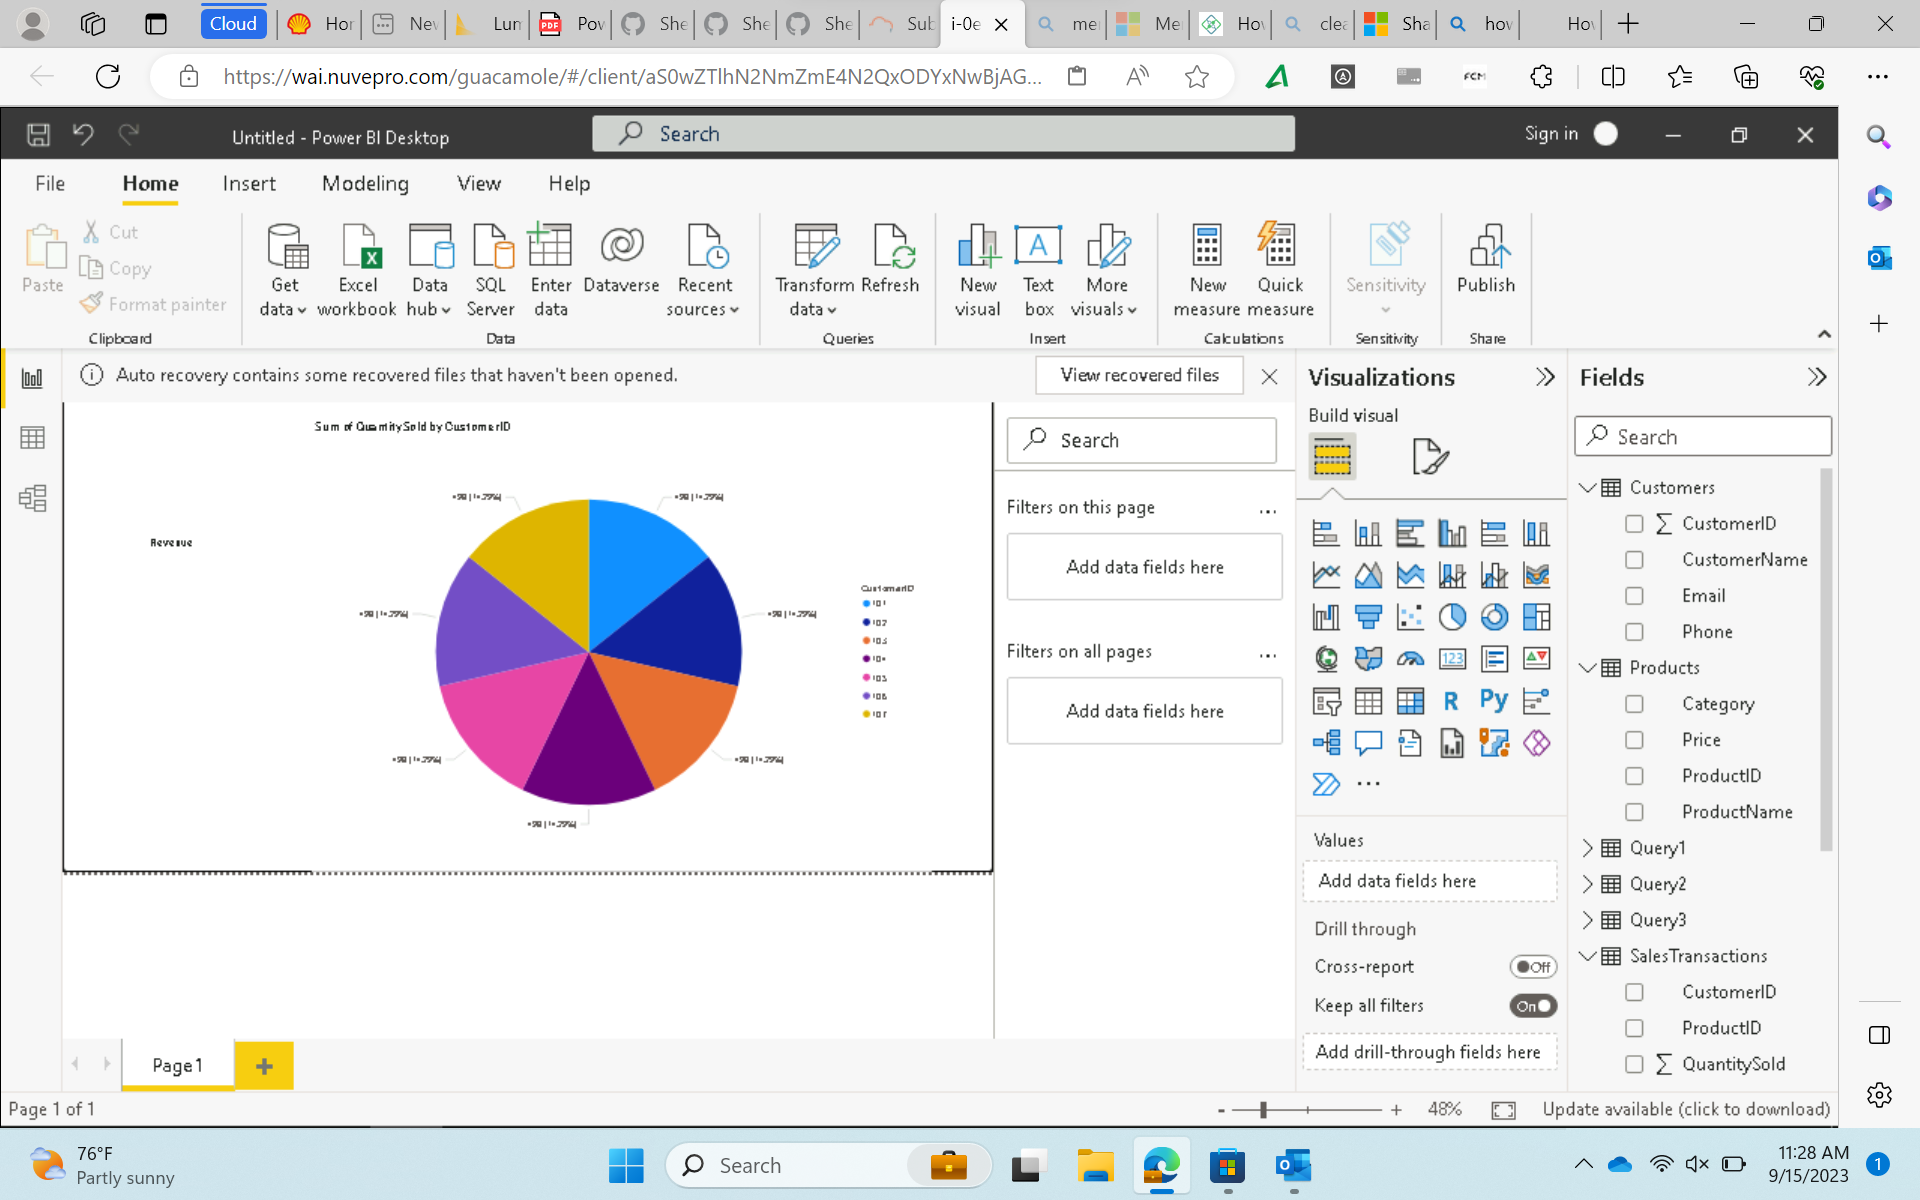 Cloud
Hor
Nev
Lun
Pov
She
She
She
Sub
i-0e
mer
Me
Hov
clea
Sha
hov
Hov
https://wai.nuvepro.com/guacamole/#/client/aS0wZTlhN2NmZmE4N2QxODYxNwBjAG...
Untitled - Power BI Desktop
Search
Sign in
File
Home
Insert
Modeling
View
Help
Paste
Cut
Copy
Format painter
Clipboard
Get data
Excel workbook
Data hub
SQL Server
Enter data
Dataverse
Recent sources
Data
Transform data
Refresh
Queries
New visual
Text box
More visuals
Insert
New measure
Quick measure
Calculations
Sensitivity
Sensitivity
Publish
Share
Auto recovery contains some recovered files that haven't been opened.
View recovered files
Sum of QuantitySold by CustomerID
Revenue
CustomerID
101
102
103
104
105
106
107
Search
Filters on this page
...
Add data fields here
Filters on all pages
...
Add data fields here
Visualizations
Build visual
123
R
Py
...
Values
Add data fields here
Drill through
Cross-report
Off
Keep all filters
On
Add drill-through fields here
Fields
Search
Customers
CustomerID
CustomerName
Email
Phone
Products
Category
Price
ProductID
ProductName
Query1
Query2
Query3
SalesTransactions
CustomerID
ProductID
QuantitySold
Page 1
Page 1 of 1
48%
Update available (click to download)
76°F
Partly sunny
Search
11:28 AM
9/15/2023
1